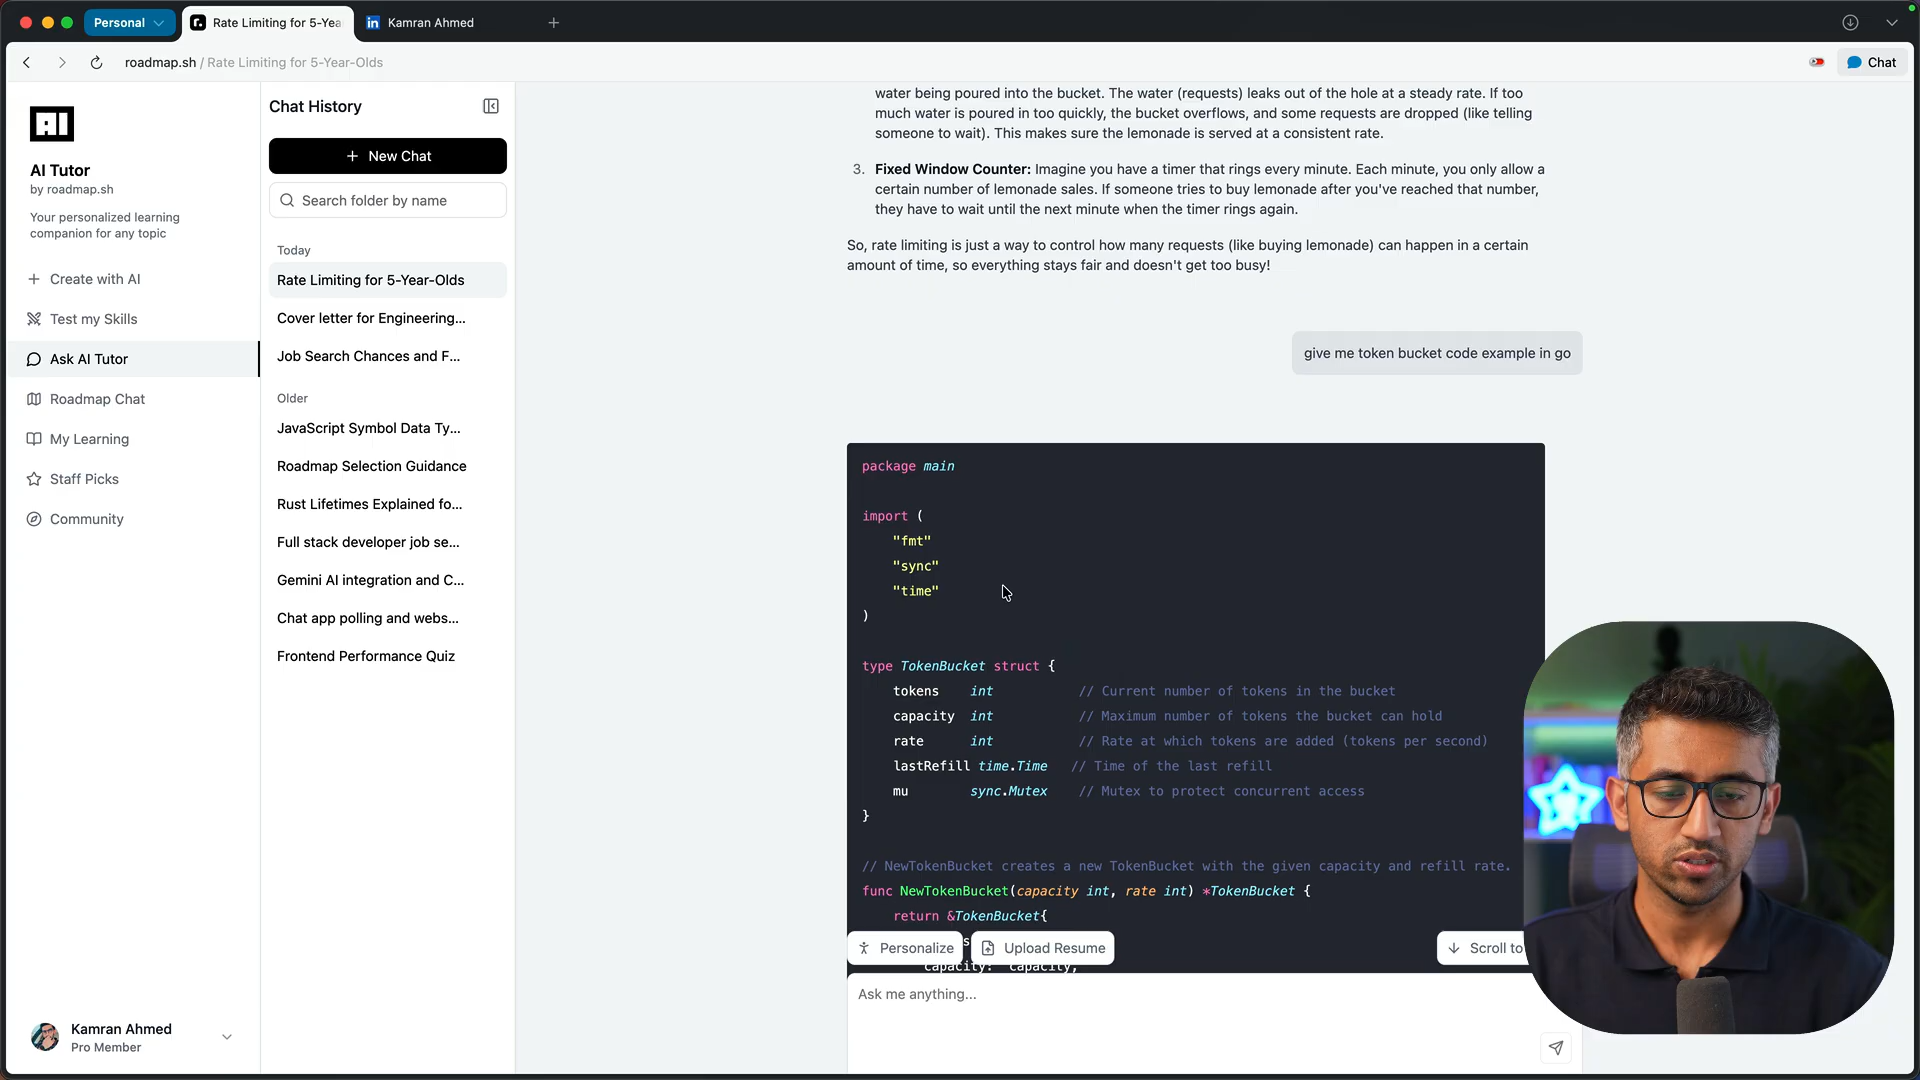 Personal
Rate Limiting for 5-Yea
in Kamran Ahmed
roadmap.sh / Rate Limiting for 5-Year-Olds
Chat
AI
AI Tutor
by roadmap.sh
Your personalized learning
companion for any topic
Create with AI
Test my Skills
Ask AI Tutor
Roadmap Chat
My Learning
Staff Picks
Community
Kamran Ahmed
Pro Member
Chat History
+ New Chat
Search folder by name
Today
Rate Limiting for 5-Year-Olds
Cover letter for Engineering...
Job Search Chances and F...
Older
JavaScript Symbol Data Ty...
Roadmap Selection Guidance
Rust Lifetimes Explained fo...
Full stack developer job se...
Gemini AI integration and C...
Chat app polling and webs...
Frontend Performance Quiz
water being poured into the bucket. The water (requests) leaks out of the hole at a steady rate. If too
much water is poured in too quickly, the bucket overflows, and some requests are dropped (like telling
someone to wait). This makes sure the lemonade is served at a consistent rate.
3. Fixed Window Counter: Imagine you have a timer that rings every minute. Each minute, you only allow a
certain number of lemonade sales. If someone tries to buy lemonade after you've reached that number,
they have to wait until the next minute when the timer rings again.
So, rate limiting is just a way to control how many requests (like buying lemonade) can happen in a certain
amount of time, so everything stays fair and doesn't get too busy!
give me token bucket code example in go
package main
import (
"fmt"
"sync"
"time"
)
type TokenBucket struct {
tokens int // Current number of tokens in the bucket
capacity int // Maximum number of tokens the bucket can hold
rate int // Rate at which tokens are added (tokens per second)
lastRefill time.Time // Time of the last refill
mu sync.Mutex // Mutex to protect concurrent access
}
// NewTokenBucket creates a new TokenBucket with the given capacity and refill rate.
func NewTokenBucket(capacity int, rate int) *TokenBucket {
return &TokenBucket{
capacity: capacity,
Personalize
Upload Resume
Scroll to
Ask me anything...